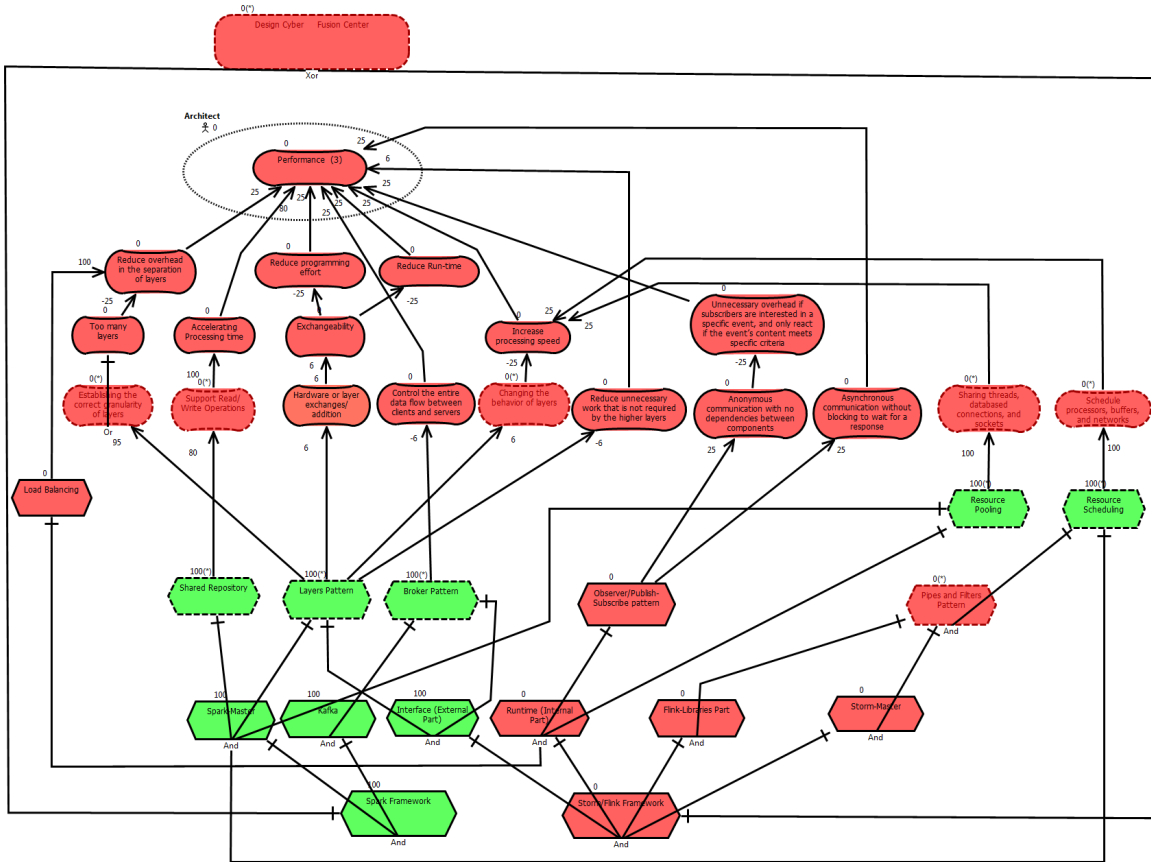 0(*)
Design Cyber Fusion Center
Xor
Architect
0
25
0
6
Performance (3)
25
80
25
25
25
25
25
0
Reduce overhead
in the separation
of layers
100
-25
0
Reduce programming
effort
-25
0
Reduce Run-time
-25
0
Too many
layers
0
Accelerating
Processing time
0
Exchangeability
0
Increase
processing speed
25
25
-25
0
Unnecessary overhead if
subscribers are interested in a
specific event, and only react
if the event's content meets
specific criteria
-25
0(*)
Establishing the
correct granularity
of layers
Or
95
100
0(*)
Support Read/
Write Operations
80
6
6
Hardware or layer
exchanges/
addition
6
0
Control the entire
data flow between
clients and servers
-6
0(*)
Changing the
behavior of layers
6
0
Reduce unnecessary
work that is not required
by the higher layers
-6
0
Anonymous
communication with no
dependencies between
components
25
0
Asynchronous
communication without
blocking to wait for a
response
25
0(*)
Sharing threads,
databased
connections, and
sockets
100
0(*)
Schedule
processors, buffers,
and networks
100
0
Load Balancing
100(*)
Resource
Pooling
100(*)
Resource
Scheduling
100(*)
Shared Repository
100(*)
Layers Pattern
100(*)
Broker Pattern
0
Observer/Publish-
Subscribe pattern
0(*)
Pipes and Filters
Pattern
And
100
Spark-Master
And
100
Kafka
And
100
Interface (External
Part)
And
0
Runtime (Internal
Part)
And
0
Flink-Libraries Part
And
0
Storm-Master
And
100
Spark Framework
And
0
Storm/Flink Framework
And